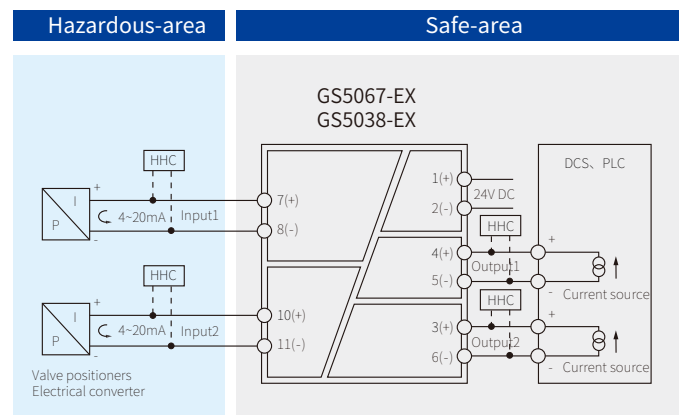 Hazardous-area
Safe-area
GS5067-EX
GS5038-EX
HHC
+
I
P
-
4~20mA
Input1
7(+)
8(-)
HHC
+
I
P
-
4~20mA
Input2
10(+)
11(-)
Valve positioners
Electrical converter
1(+)
24V DC
2(-)
HHC
4(+)
Output1
5(-)
HHC
3(+)
Output2
6(-)
DCS、PLC
+
- Current source
+
- Current source